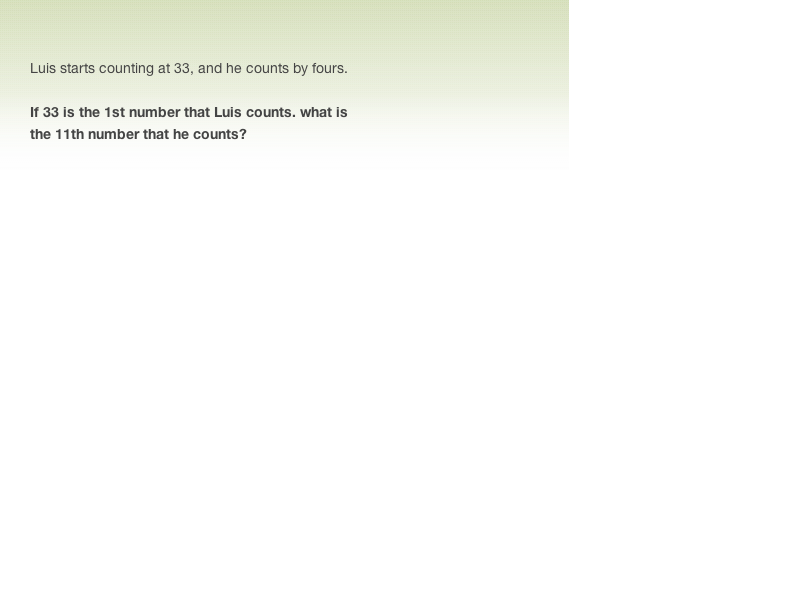 Luis starts counting at 33, and he counts by fours.
If 33 is the 1st number that Luis counts. what is
the 11th number that he counts?